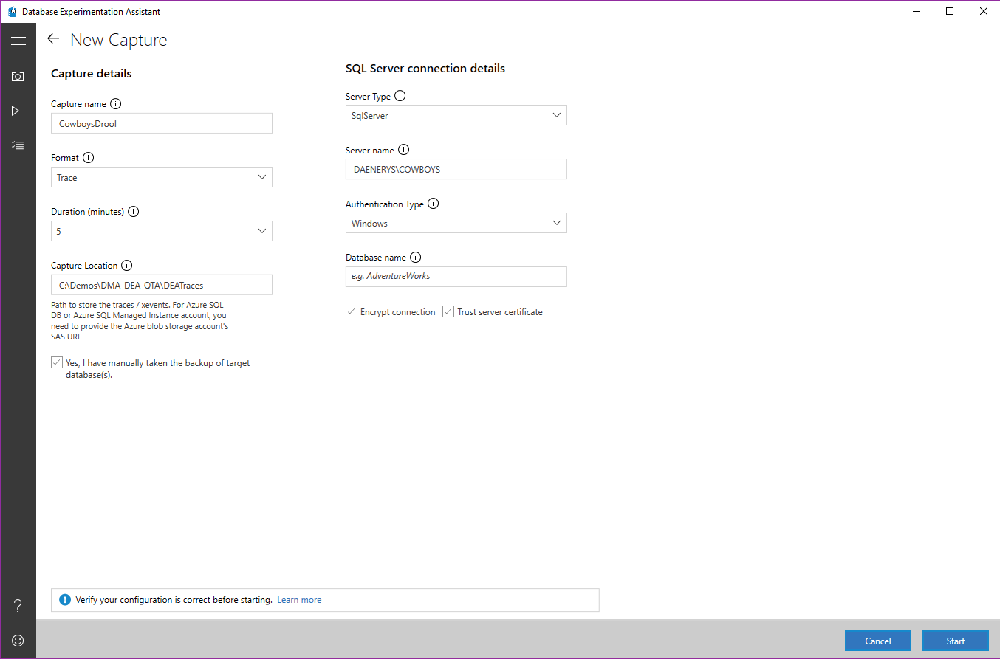 Database Experimentation Assistant
New Capture
Capture details
Capture name
CowboysDrool
Format
Trace
Duration (minutes)
5
Capture Location
C:\Demos\DMA-DEA-QTA\DEATraces
Path to store the traces / xevents. For Azure SQL
DB or Azure SQL Managed Instance account, you
need to provide the Azure blob storage account's
SAS URI
Yes, I have manually taken the backup of target
database(s).
SQL Server connection details
Server Type
SqlServer
Server name
DAENERYS\COWBOYS
Authentication Type
Windows
Database name
e.g. AdventureWorks
Encrypt connection Trust server certificate
Verify your configuration is correct before starting. Learn more
Cancel Start